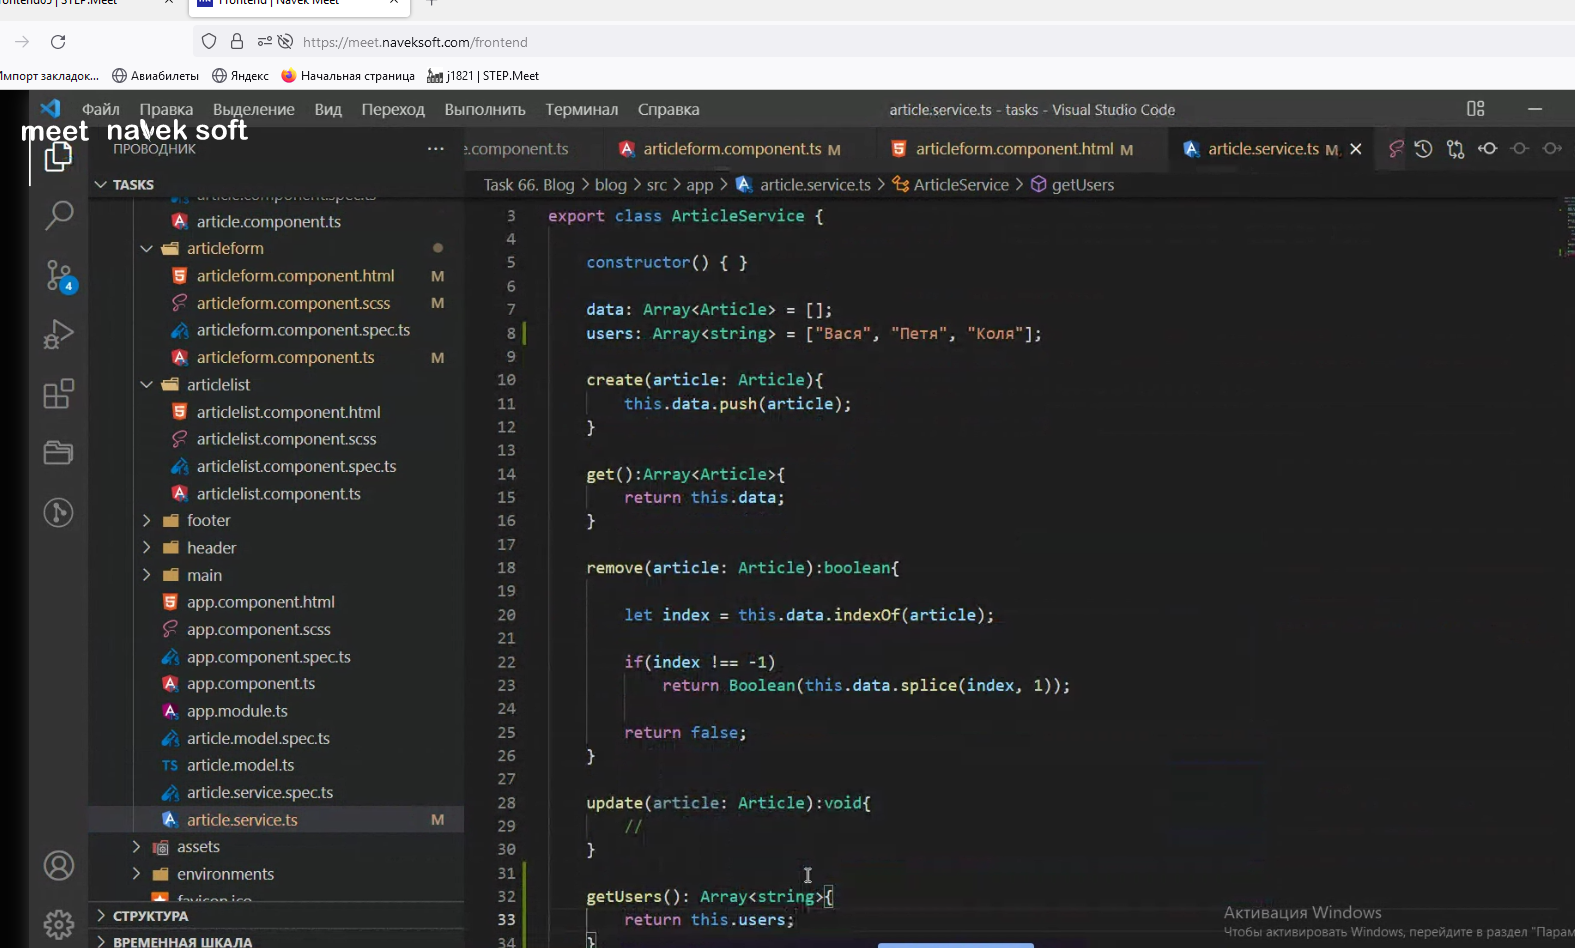 https://meet.naveksoft.com/frontend
Импорт закладок...
Авиабилеты
Яндекс
Начальная страница
j1821 | STEP.Meet
Файл Правка Выделение Вид Переход Выполнить Терминал Справка
article.service.ts - tasks - Visual Studio Code
meet navek soft
ПРОВОДНИК
e.component.ts
articleform.component.ts M
articleform.component.html M
article.service.ts M
TASKS
Task 66. Blog > blog > src > app > article.service.ts > ArticleService > getUsers
article.component.ts
articleform
articleform.component.html M
articleform.component.scss M
articleform.component.spec.ts
articleform.component.ts M
articlelist
articlelist.component.html
articlelist.component.scss
articlelist.component.spec.ts
articlelist.component.ts
footer
header
main
app.component.html
app.component.scss
app.component.spec.ts
app.component.ts
app.module.ts
article.model.spec.ts
TS article.model.ts
article.service.spec.ts
article.service.ts M
assets
environments
favicon.ico
СТРУКТУРА
ВРЕМЕННАЯ ШКАЛА
4
3 export class ArticleService {
4
5 constructor() { }
6
7 data: Array<Article> = [];
8 users: Array<string> = ["Вася", "Петя", "Коля"];
9
10 create(article: Article){
11 this.data.push(article);
12 }
13
14 get():Array<Article>{
15 return this.data;
16 }
17
18 remove(article: Article):boolean{
19
20 let index = this.data.indexOf(article);
21
22 if(index !== -1)
23 return Boolean(this.data.splice(index, 1));
24
25 return false;
26 }
27
28 update(article: Article):void{
29 //
30 }
31
32 getUsers(): Array<string>{
33 return this.users;
34 }
Активация Windows
Чтобы активировать Windows, перейдите в раздел "Парам